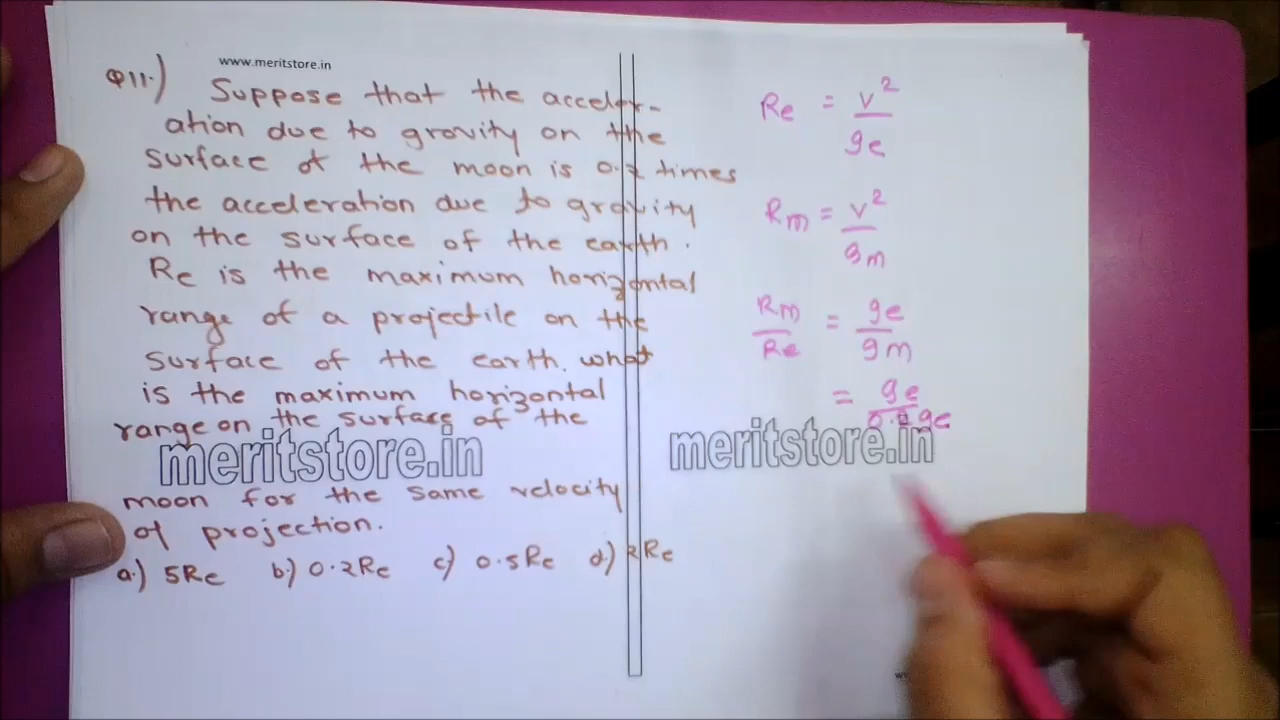 www.meritstore.in
Q11.) Suppose that the acceler-
ation due to gravity on the
surface of the moon is 0.2 times
the acceleration due to gravity
on the surface of the earth.
Re is the maximum horizontal
range of a projectile on the
surface of the earth. what
is the maximum horizontal
range on the surface of the
meritstore.in
moon for the same velocity
of projection.
a.) 5Re b.) 0.2Re c) 0.5Re d.) 2Re
Re = v²/ge
Rm = v²/gm
Rm/Re = ge/gm
= ge/0.2ge
meritstore.in